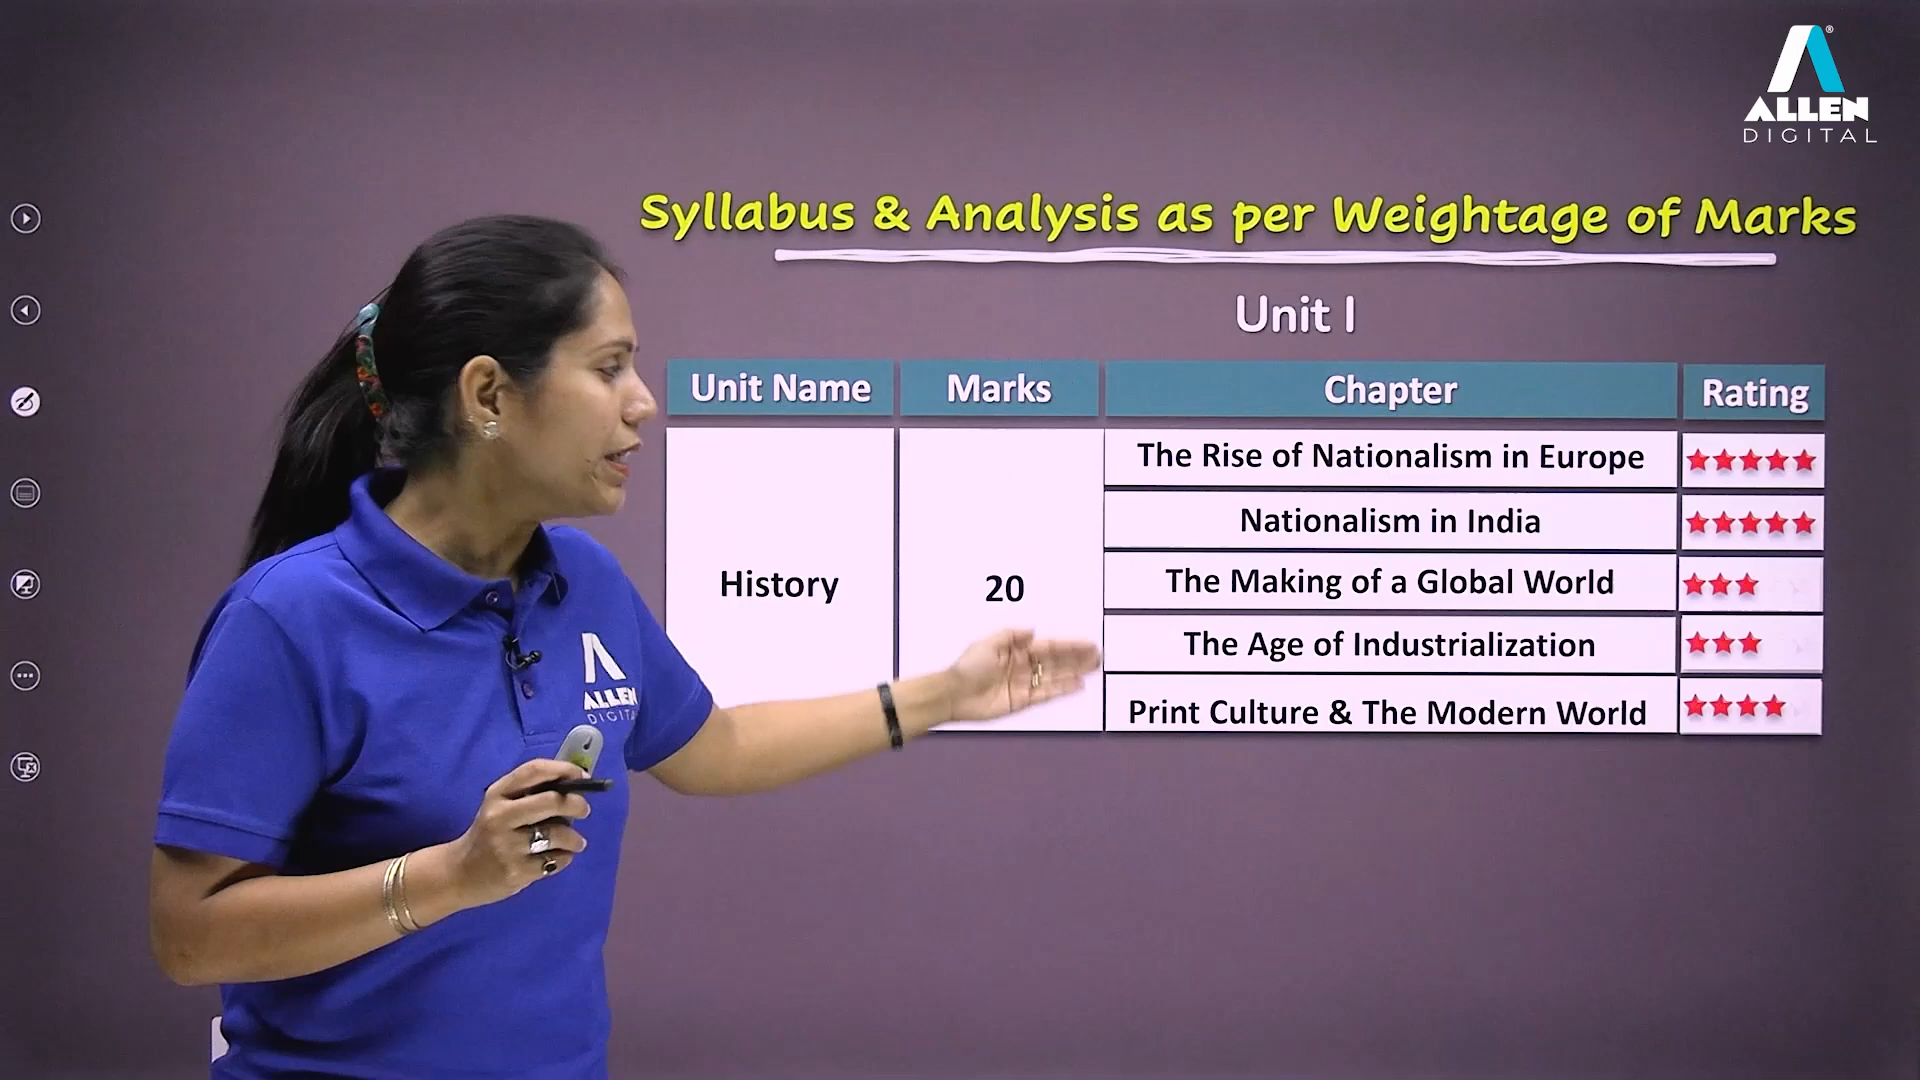 ALLEN
DIGITAL
Syllabus & Analysis as per Weightage of Marks
Unit I
Unit Name
Marks
Chapter
Rating
History
20
The Rise of Nationalism in Europe
Nationalism in India
The Making of a Global World
The Age of Industrialization
Print Culture & The Modern World
ALLEN
DIGITAL